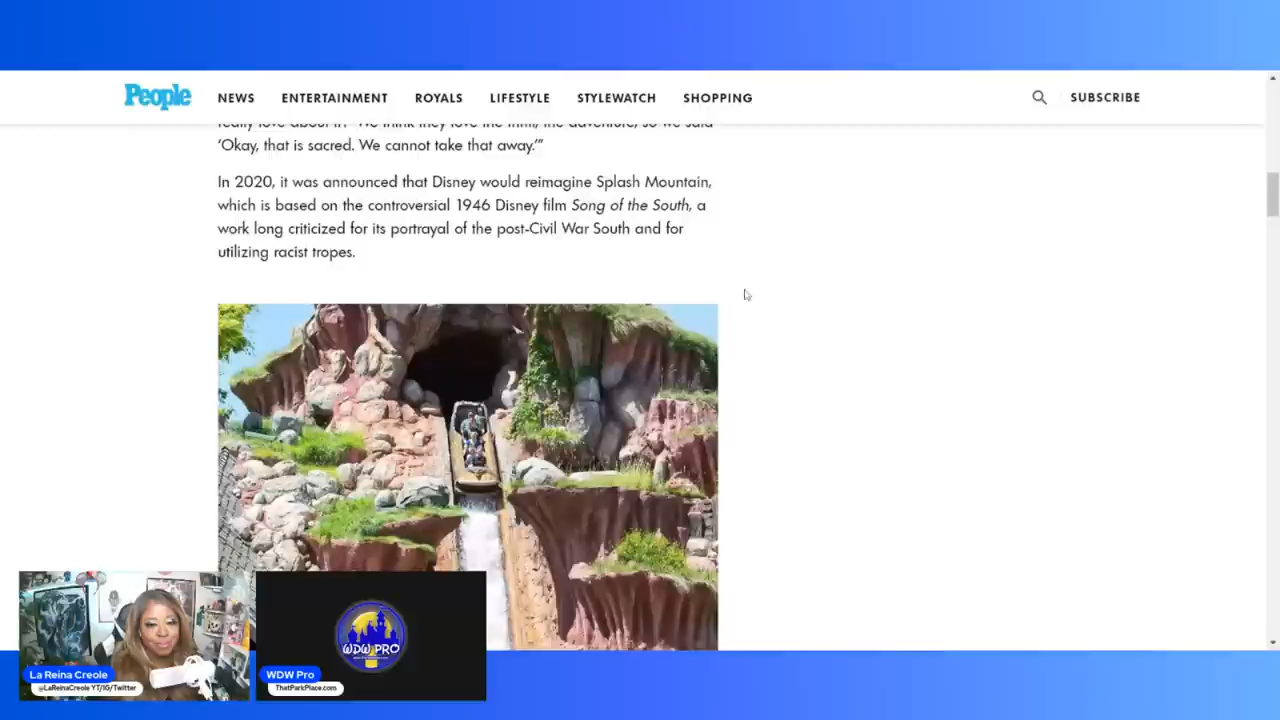 People
NEWS ENTERTAINMENT ROYALS LIFESTYLE STYLEWATCH SHOPPING SUBSCRIBE
really love about it? 'We think they love the thrill, the adventure, so we said
'Okay, that is sacred. We cannot take that away.'"
In 2020, it was announced that Disney would reimagine Splash Mountain,
which is based on the controversial 1946 Disney film Song of the South, a
work long criticized for its portrayal of the post-Civil War South and for
utilizing racist tropes.
La Reina Creole
@LaReinaCreole YT/IG/Twitter
WDW PRO
WDW Pro
ThatParkPlace.com